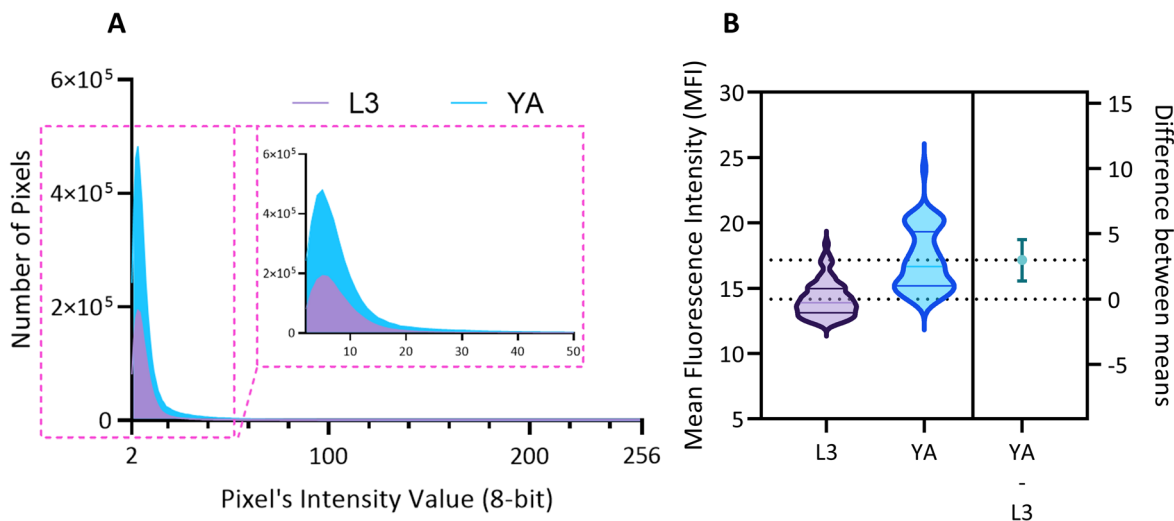 A
Number of Pixels
6×10⁵
4×10⁵
2×10⁵
0
2
100
200
256
Pixel's Intensity Value (8-bit)
L3
YA
6×10⁵
4×10⁵
2×10⁵
0
10
20
30
40
50
B
Mean Fluorescence Intensity (MFI)
30
25
20
15
10
5
L3
YA
YA
-
L3
15
10
5
0
-5
Difference between means